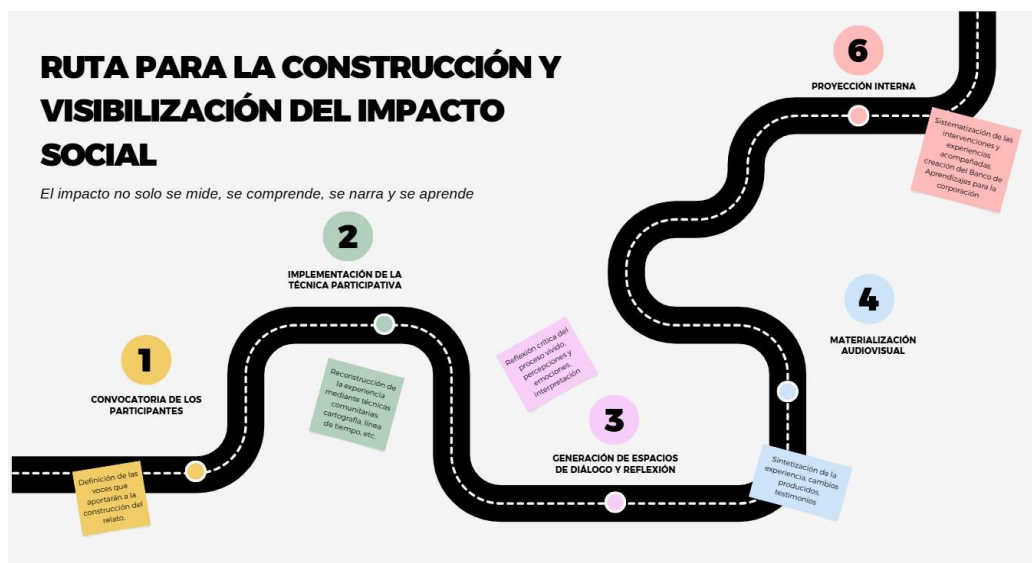 RUTA PARA LA CONSTRUCCIÓN Y
VISIBILIZACIÓN DEL IMPACTO
SOCIAL
El impacto no solo se mide, se comprende, se narra y se aprende
1
CONVOCATORIA DE LOS
PARTICIPANTES
Definición de las
voces que
aportarán a la
construcción del
relato.
2
IMPLEMENTACIÓN DE LA
TÉCNICA PARTICIPATIVA
Reconstrucción de
la experiencia
mediante técnicas
comunitarias
cartografía, línea
de tiempo, etc.
Reflexión crítica del
proceso vivido,
percepciones y
emociones,
interpretación
3
GENERACIÓN DE ESPACIOS
DE DIÁLOGO Y REFLEXIÓN
4
MATERIALIZACIÓN
AUDIOVISUAL
Sintetización de la
experiencia, cambios
producidos,
testimonios
6
PROYECCIÓN INTERNA
Sistematización de las
intervenciones y
experiencias
acompañadas,
creación del Banco de
Aprendizajes para la
corporación